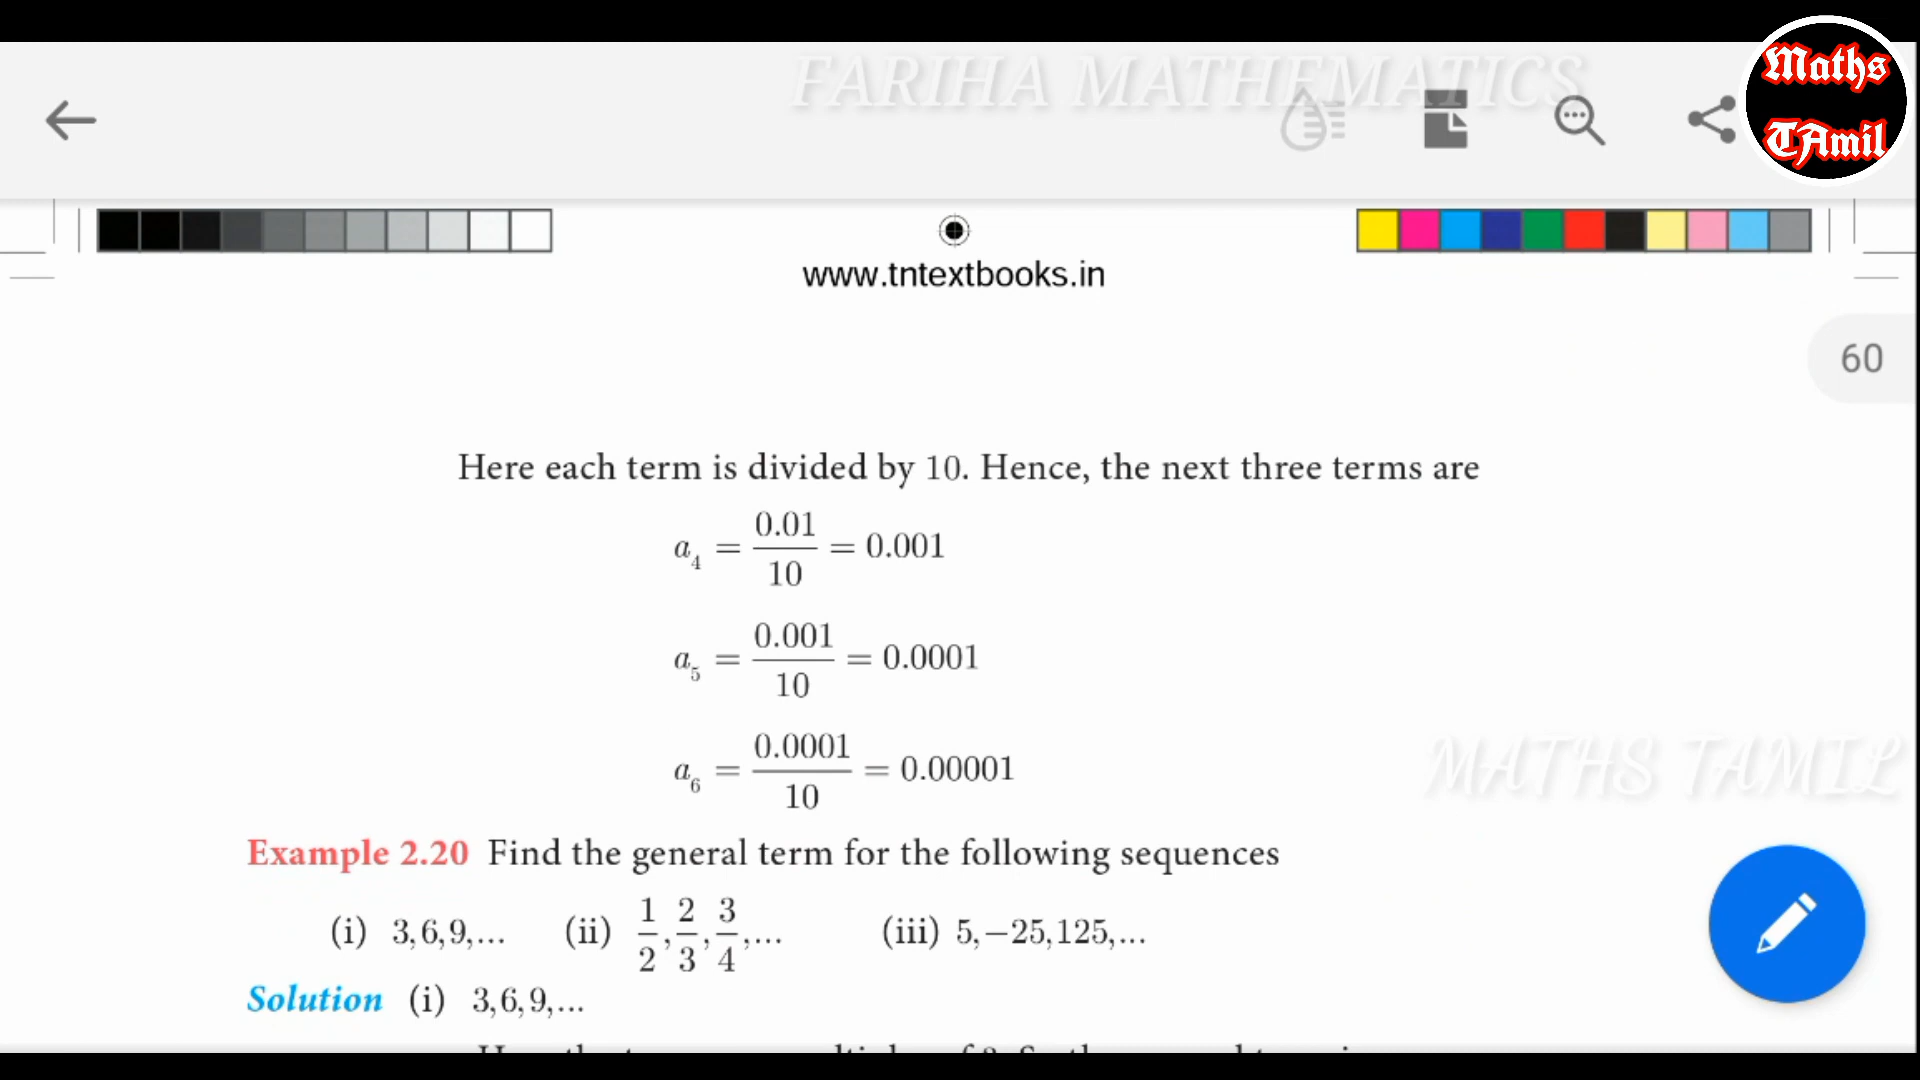 FARIHA MATHEMATICS
Maths
TAmil
www.tntextbooks.in
60
Here each term is divided by 10. Hence, the next three terms are
a₄ = 0.01/10 = 0.001
a₅ = 0.001/10 = 0.0001
a₆ = 0.0001/10 = 0.00001
MATHS TAMIL
Example 2.20 Find the general term for the following sequences
(i) 3,6,9,... (ii) 1/2, 2/3, 3/4,... (iii) 5,−25,125,...
Solution (i) 3,6,9,...